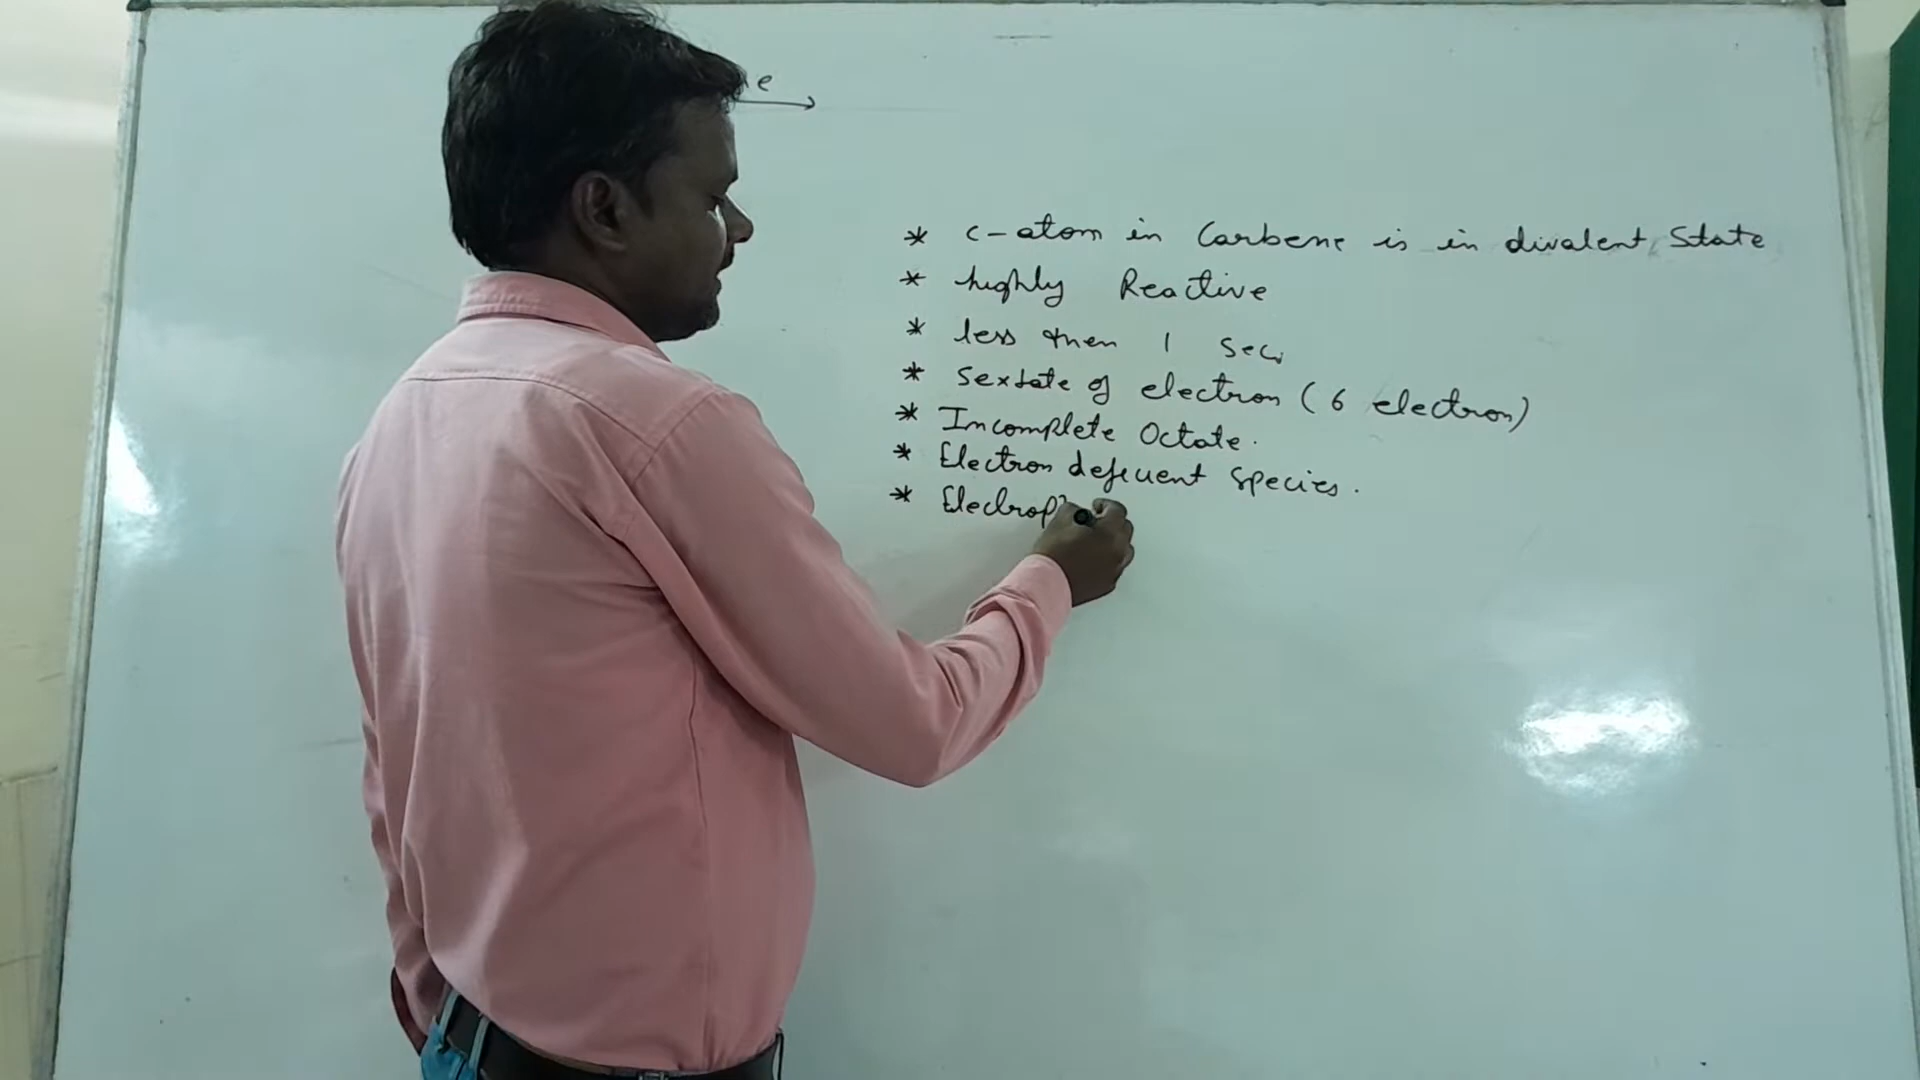 e
* C-atom in Carbene is in divalent State
* highly Reactive
* less then 1 Sec,
* Sextate of electron (6 electron)
* Incomplete Octate.
* Electron deficient Species.
* Electrop